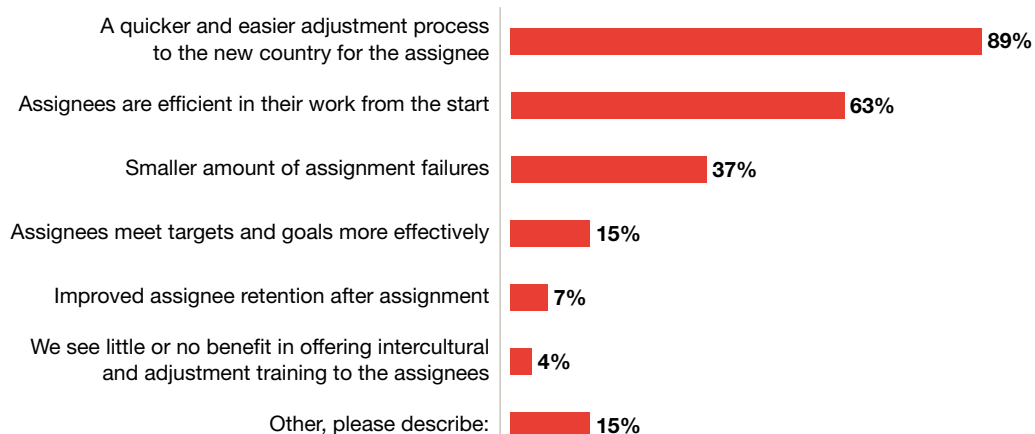 A quicker and easier adjustment process
to the new country for the assignee
89%
Assignees are efficient in their work from the start
63%
Smaller amount of assignment failures
37%
Assignees meet targets and goals more effectively
15%
Improved assignee retention after assignment
7%
We see little or no benefit in offering intercultural
and adjustment training to the assignees
4%
Other, please describe:
15%